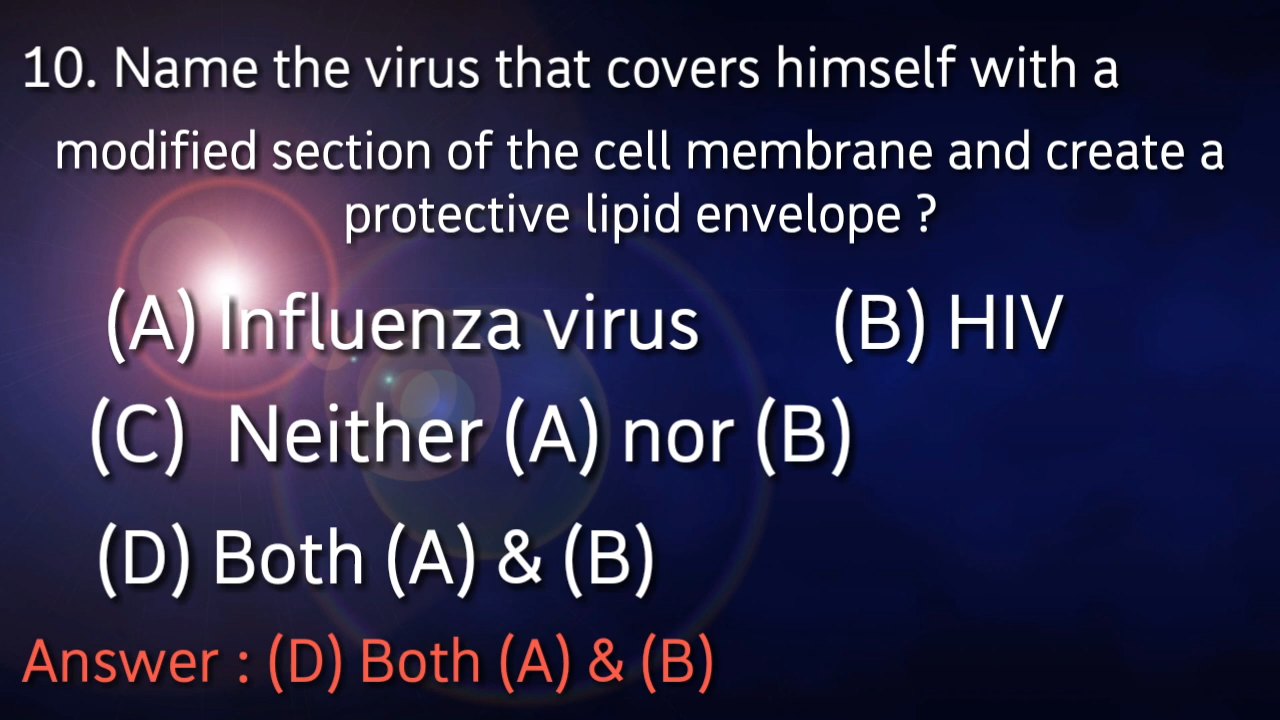 10. Name the virus that covers himself with a
modified section of the cell membrane and create a
protective lipid envelope ?
(A) Influenza virus (B) HIV
(C) Neither (A) nor (B)
(D) Both (A) & (B)
Answer : (D) Both (A) & (B)